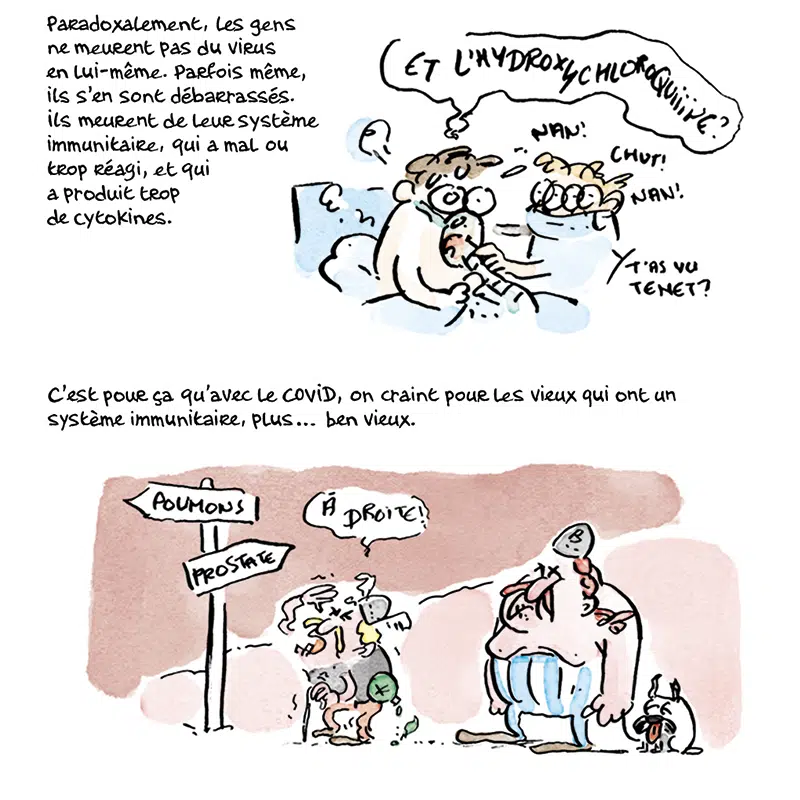 Paradoxalement, les gens
ne meurent pas du virus
en lui-même. Parfois même,
ils s'en sont débarrassés.
ils meurent de leur système
immunitaire, qui a mal ou
trop réagi, et qui
a produit trop
de cytokines.
ET L'HYDROXYCHLOROQUIIINE?
NAN!
CHUT!
NAN!
T'AS VU
TENET?
C'est pour ça qu'avec le COVID, on craint pour les vieux qui ont un
système immunitaire, plus... ben vieux.
POUMONS
À DROITE!
PROSTATE
B